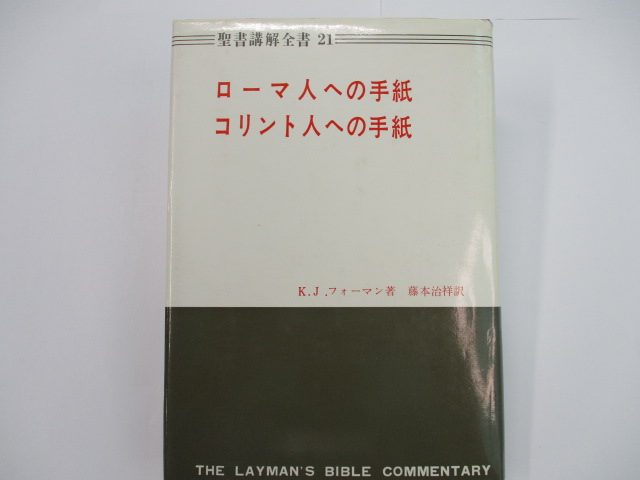 聖書講解全書 21
ローマ人への手紙
コリント人への手紙
K.J.フォーマン著 藤本治祥訳
THE LAYMAN'S BIBLE COMMENTARY